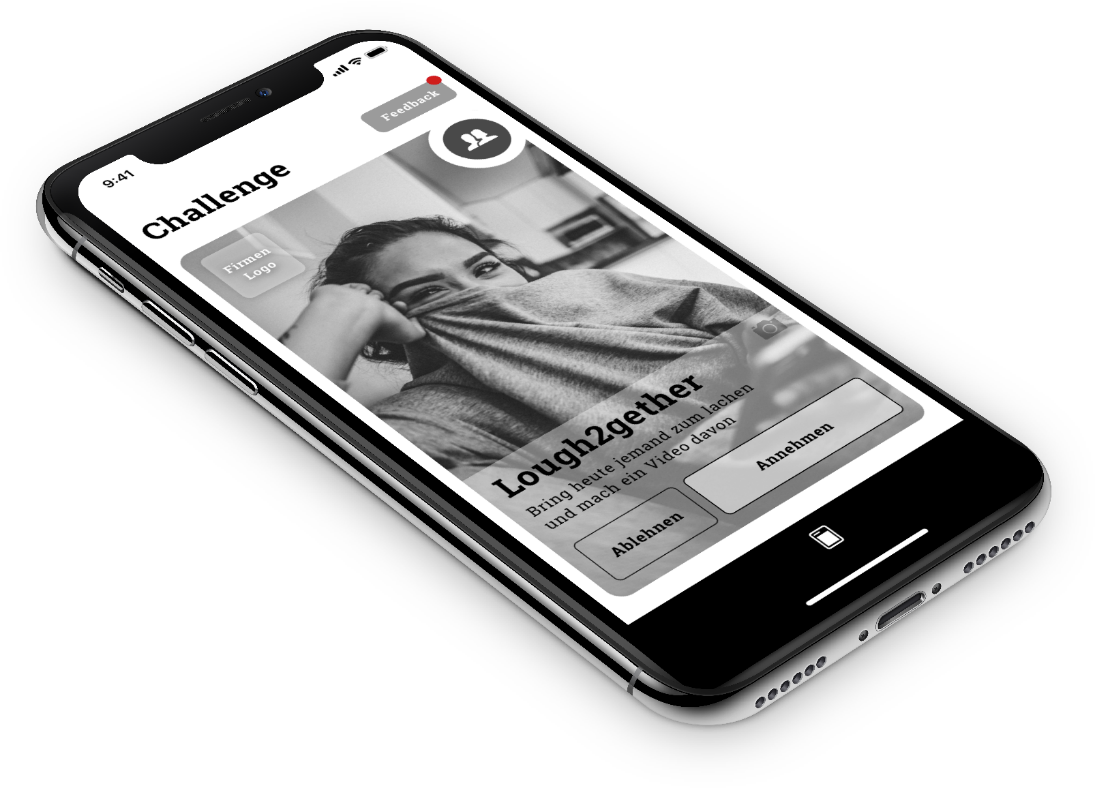 9:41
Feedback
Challenge
Firmen
Logo
Lough2gether
Bring heute jemand zum lachen
und mach ein Video davon
Ablehnen
Annehmen